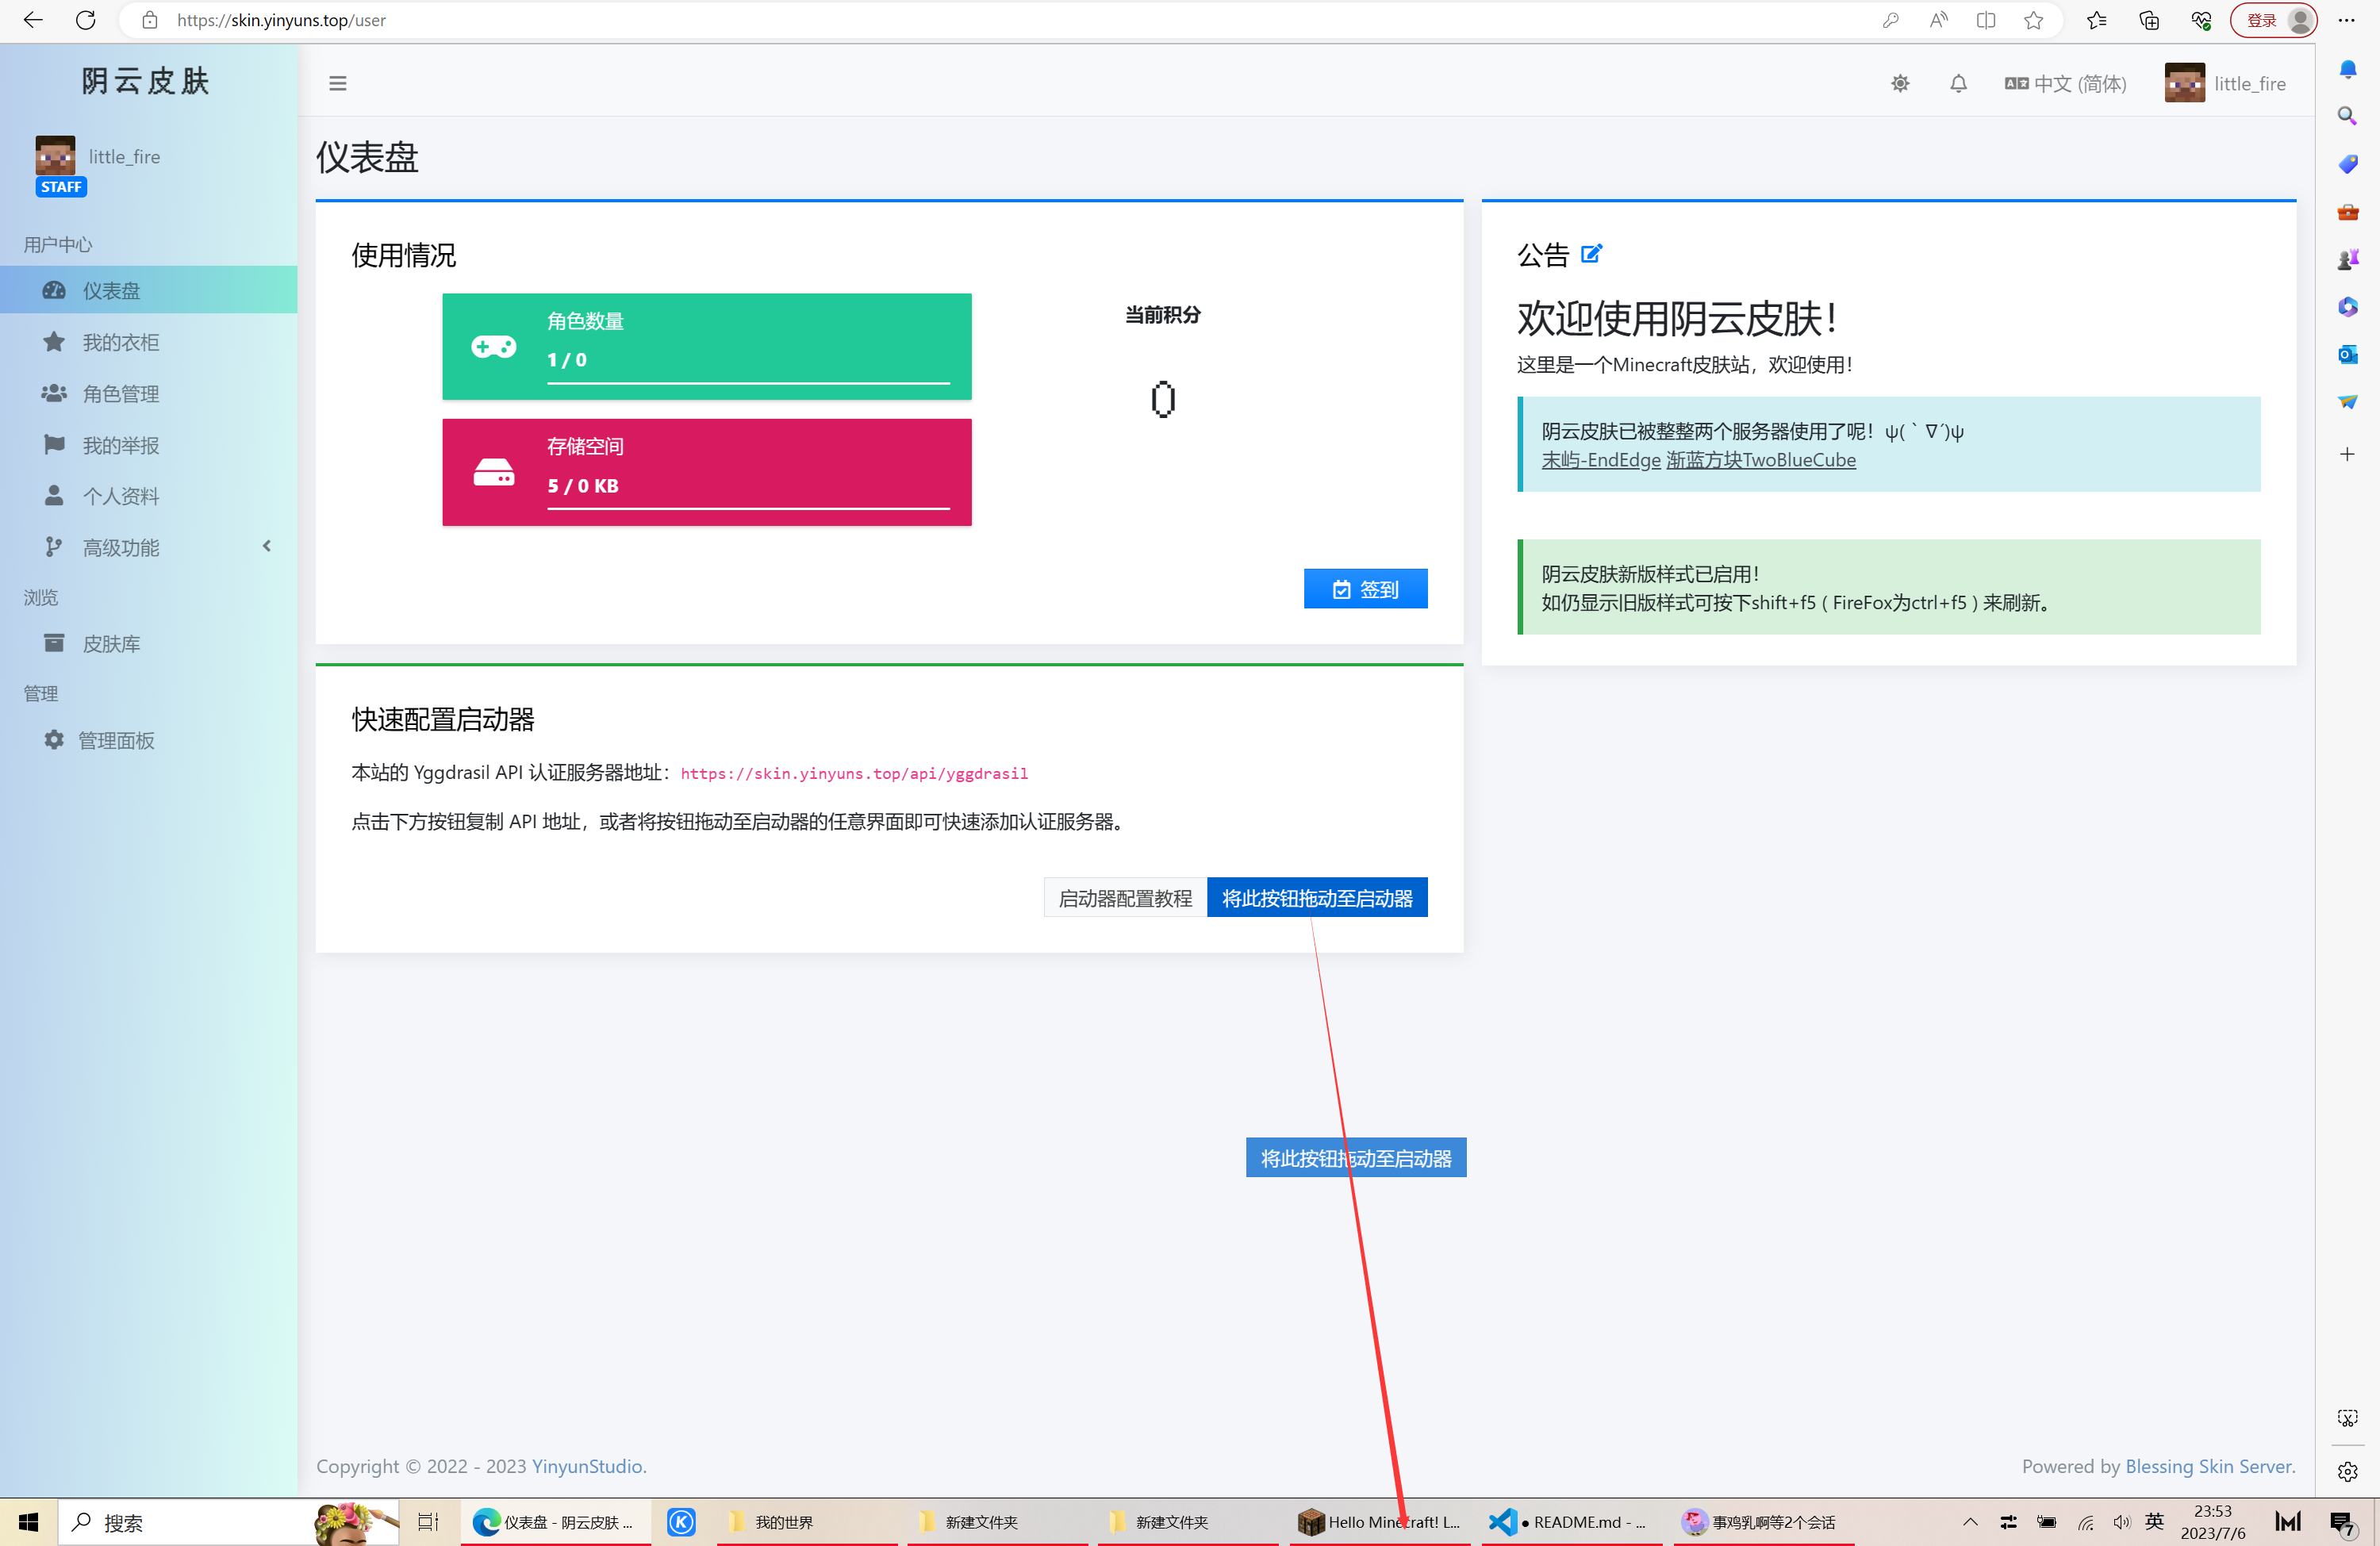 https://skin.yinyuns.top/user
登录
阴云皮肤
little_fire
STAFF
用户中心
仪表盘
我的衣柜
角色管理
我的举报
个人资料
高级功能
浏览
皮肤库
管理
管理面板
中文 (简体)
little_fire
仪表盘
使用情况
角色数量
1 / 0
存储空间
5 / 0 KB
当前积分
0
签到
快速配置启动器
本站的 Yggdrasil API 认证服务器地址：https://skin.yinyuns.top/api/yggdrasil
点击下方按钮复制 API 地址，或者将按钮拖动至启动器的任意界面即可快速添加认证服务器。
启动器配置教程
将此按钮拖动至启动器
将此按钮拖动至启动器
公告
欢迎使用阴云皮肤！
这里是一个Minecraft皮肤站，欢迎使用！
阴云皮肤已被整整两个服务器使用了呢！ψ(｀∇´)ψ
末屿-EndEdge 渐蓝方块TwoBlueCube
阴云皮肤新版样式已启用！
如仍显示旧版样式可按下shift+f5 ( FireFox为ctrl+f5 ) 来刷新。
Copyright © 2022 - 2023 YinyunStudio.
Powered by Blessing Skin Server.
搜索
仪表盘 - 阴云皮肤 ...
我的世界
新建文件夹
新建文件夹
Hello Minecraft! L...
● README.md - ...
事鸡乳啊等2个会话
英
23:53
2023/7/6
7